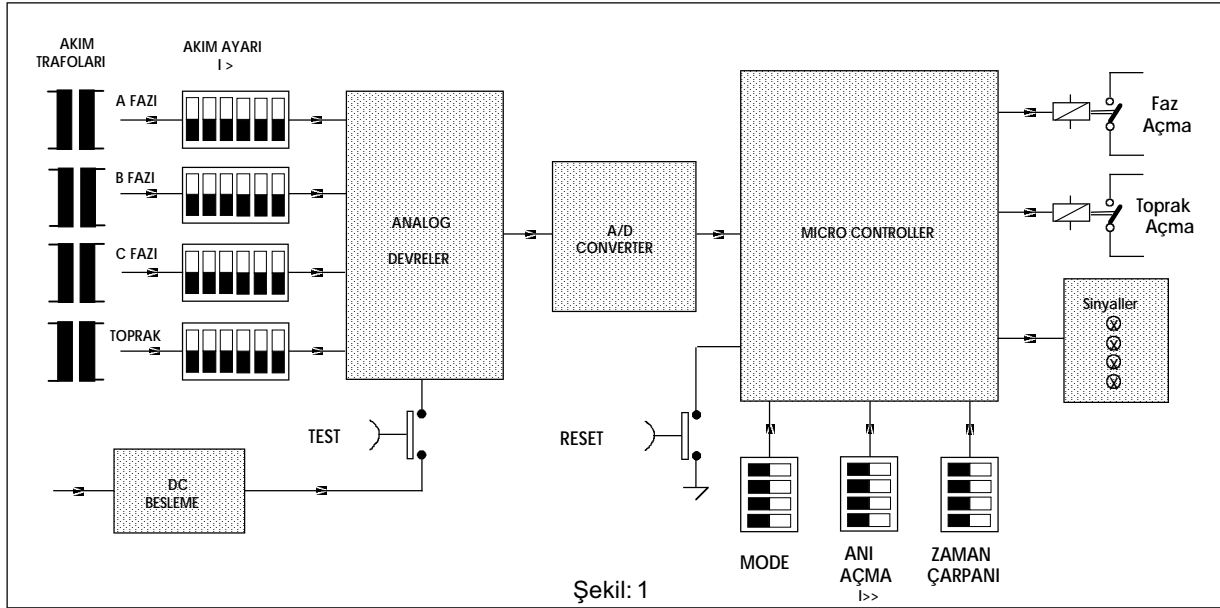 AKIM
TRAFOLARI
AKIM AYARI
I >
A FAZI
B FAZI
C FAZI
TOPRAK
ANALOG
DEVRELER
A/D
CONVERTER
MICRO CONTROLLER
Faz
Açma
Toprak
Açma
Sinyaller
TEST
RESET
DC
BESLEME
MODE
ANI
AÇMA
I>>
ZAMAN
ÇARPANI
Şekil: 1